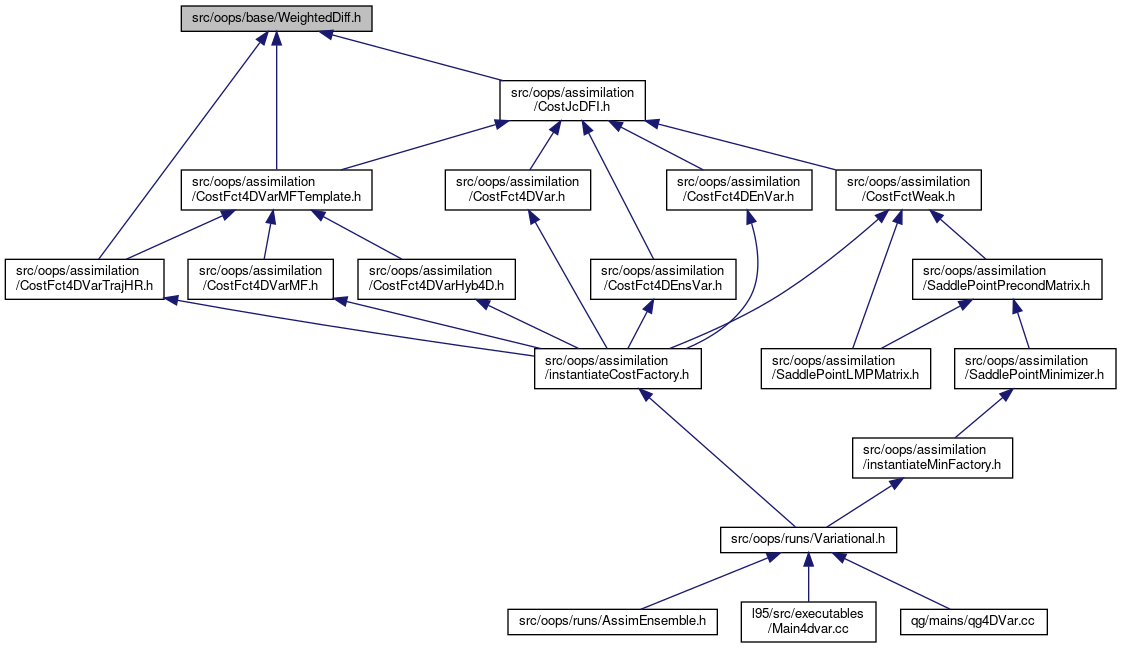 src/oops/base/WeightedDiff.h
src/oops/assimilation
/CostJcDFI.h
src/oops/assimilation
/CostFct4DVarMFTemplate.h
src/oops/assimilation
/CostFct4DVar.h
src/oops/assimilation
/CostFct4DEnVar.h
src/oops/assimilation
/CostFctWeak.h
src/oops/assimilation
/CostFct4DVarTrajHR.h
src/oops/assimilation
/CostFct4DVarMF.h
src/oops/assimilation
/CostFct4DVarHyb4D.h
src/oops/assimilation
/CostFct4DEnsVar.h
src/oops/assimilation
/SaddlePointPrecondMatrix.h
src/oops/assimilation
/instantiateCostFactory.h
src/oops/assimilation
/SaddlePointLMPMatrix.h
src/oops/assimilation
/SaddlePointMinimizer.h
src/oops/assimilation
/instantiateMinFactory.h
src/oops/runs/Variational.h
src/oops/runs/AssimEnsemble.h
l95/src/executables
/Main4dvar.cc
qg/mains/qg4DVar.cc